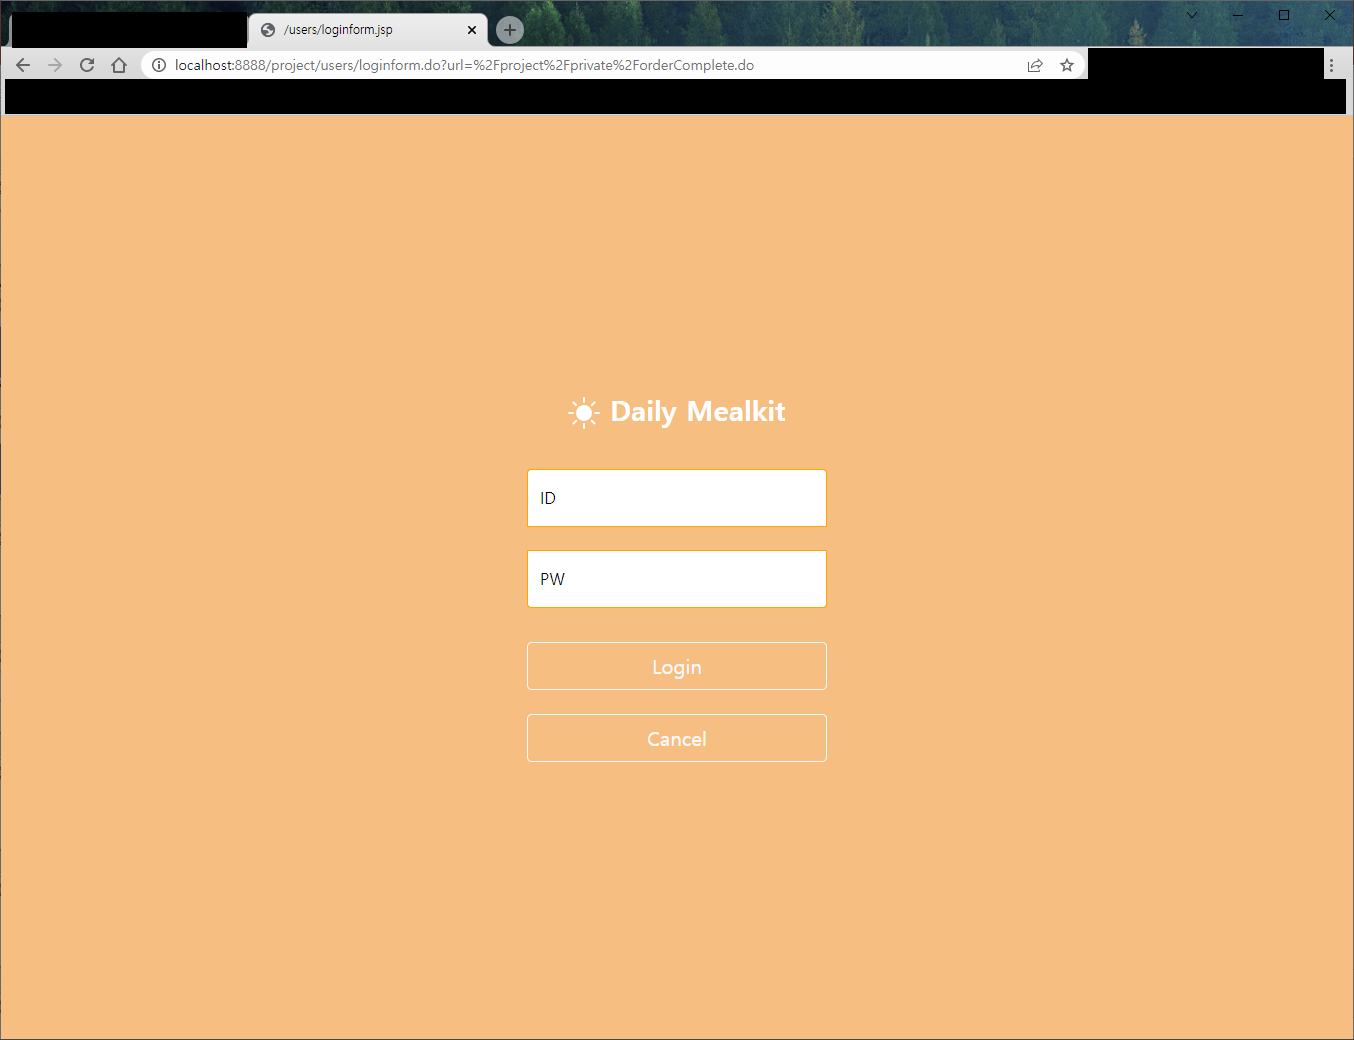 /users/loginform.jsp
localhost:8888/project/users/loginform.do?url=%2Fproject%2Fprivate%2ForderComplete.do
Daily Mealkit
ID
PW
Login
Cancel